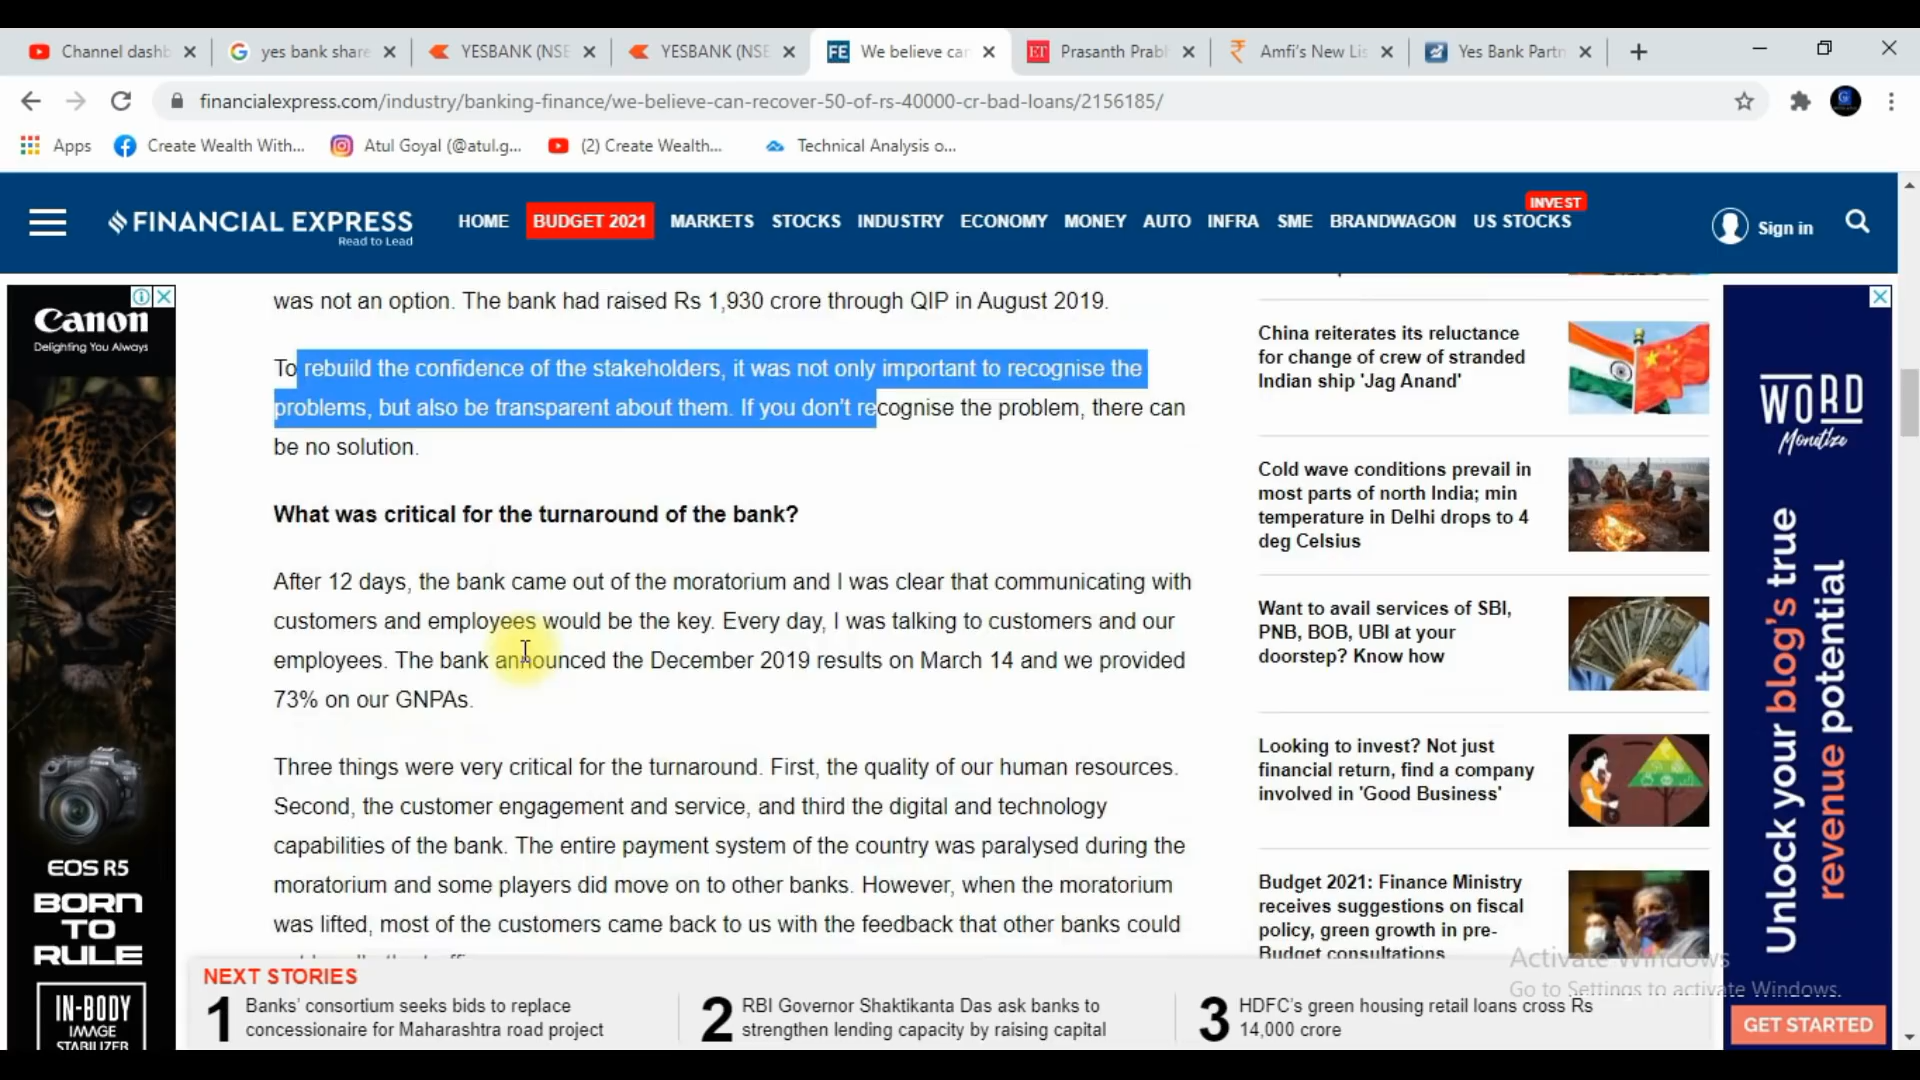 Channel dashb
yes bank share
YESBANK (NSE
YESBANK (NSE
FE
We believe can
ET
Prasanth Prabh
Amfi's New Lis
Yes Bank Partn
financialexpress.com/industry/banking-finance/we-believe-can-recover-50-of-rs-40000-cr-bad-loans/2156185/
Apps
Create Wealth With...
Atul Goyal (@atul.g...
(2) Create Wealth...
Technical Analysis o...
FINANCIAL EXPRESS
Read to Lead
HOME
BUDGET 2021
MARKETS
STOCKS
INDUSTRY
ECONOMY
MONEY
AUTO
INFRA
SME
BRANDWAGON
INVEST
US STOCKS
Sign in
was not an option. The bank had raised Rs 1,930 crore through QIP in August 2019.
To rebuild the confidence of the stakeholders, it was not only important to recognise the
problems, but also be transparent about them. If you don't recognise the problem, there can
be no solution.
What was critical for the turnaround of the bank?
After 12 days, the bank came out of the moratorium and I was clear that communicating with
customers and employees would be the key. Every day, I was talking to customers and our
employees. The bank announced the December 2019 results on March 14 and we provided
73% on our GNPAs.
Three things were very critical for the turnaround. First, the quality of our human resources.
Second, the customer engagement and service, and third the digital and technology
capabilities of the bank. The entire payment system of the country was paralysed during the
moratorium and some players did move on to other banks. However, when the moratorium
was lifted, most of the customers came back to us with the feedback that other banks could
China reiterates its reluctance
for change of crew of stranded
Indian ship 'Jag Anand'
Cold wave conditions prevail in
most parts of north India; min
temperature in Delhi drops to 4
deg Celsius
Want to avail services of SBI,
PNB, BOB, UBI at your
doorstep? Know how
Looking to invest? Not just
financial return, find a company
involved in 'Good Business'
Budget 2021: Finance Ministry
receives suggestions on fiscal
policy, green growth in pre-
Budget consultations
Canon
Delighting You Always
EOS R5
BORN
TO
RULE
IN-BODY
IMAGE
STABILIZER
WORD
Monetize
Unlock your blog's true
revenue potential
GET STARTED
Activate Windows
Go to Settings to activate Windows.
NEXT STORIES
1
Banks' consortium seeks bids to replace
concessionaire for Maharashtra road project
2
RBI Governor Shaktikanta Das ask banks to
strengthen lending capacity by raising capital
3
HDFC's green housing retail loans cross Rs
14,000 crore